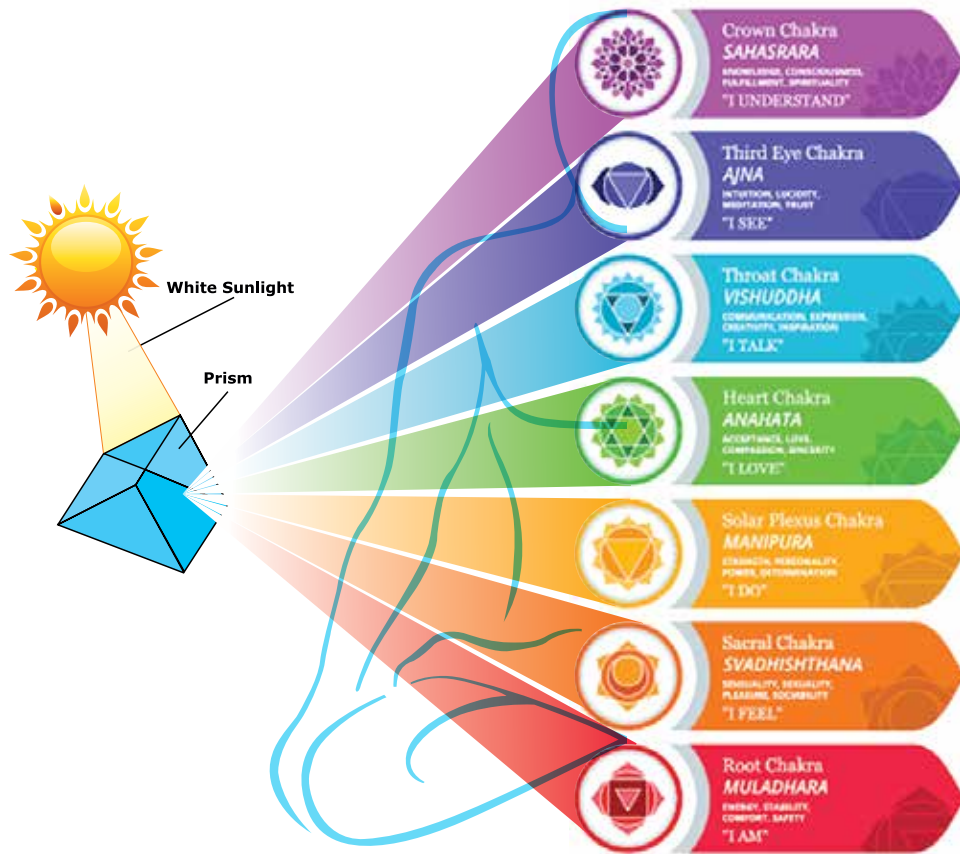 White Sunlight
Prism
Crown Chakra
SAHASRARA
KNOWLEDGE, CONSCIOUSNESS,
FULFILLMENT, SPIRITUALITY
"I UNDERSTAND"
Third Eye Chakra
AJNA
INTUITION, LUCIDITY,
MEDITATION, TRUST
"I SEE"
Throat Chakra
VISHUDDHA
COMMUNICATION, EXPRESSION,
CREATIVITY, INSPIRATION
"I TALK"
Heart Chakra
ANAHATA
ACCEPTANCE, LOVE,
COMPASSION, SINCERITY
"I LOVE"
Solar Plexus Chakra
MANIPURA
STRENGTH, PERSONALITY,
POWER, DETERMINATION
"I DO"
Sacral Chakra
SVADHISHTHANA
SENSUALITY, SEXUALITY,
PLEASURE, SOCIABILITY
"I FEEL"
Root Chakra
MULADHARA
ENERGY, STABILITY,
COMFORT, SAFETY
"I AM"